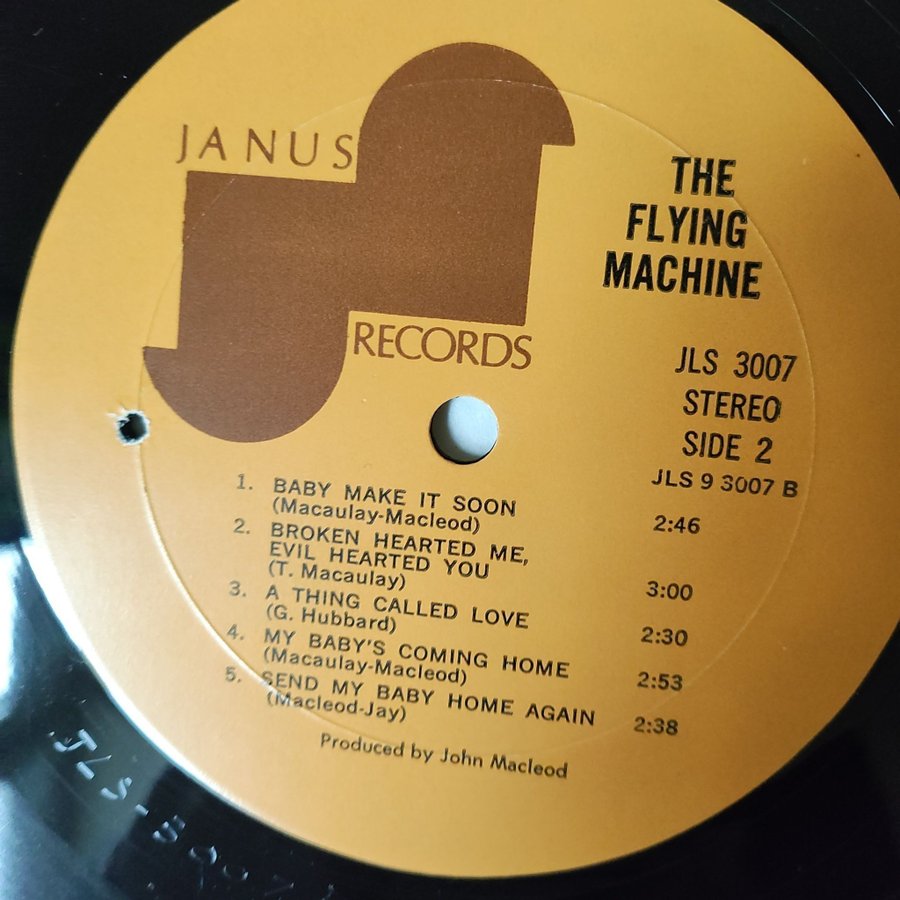 JANUS
RECORDS
THE
FLYING
MACHINE
JLS 3007
STEREO
SIDE 2
JLS 9 3007 B
1. BABY MAKE IT SOON 2:46
(Macaulay-Macleod)
2. BROKEN HEARTED ME,
EVIL HEARTED YOU 3:00
(T. Macaulay)
3. A THING CALLED LOVE 2:30
(G. Hubbard)
4. MY BABY'S COMING HOME 2:53
(Macaulay-Macleod)
5. SEND MY BABY HOME AGAIN 2:38
(Macleod-Jay)
Produced by John Macleod
JLS-3007